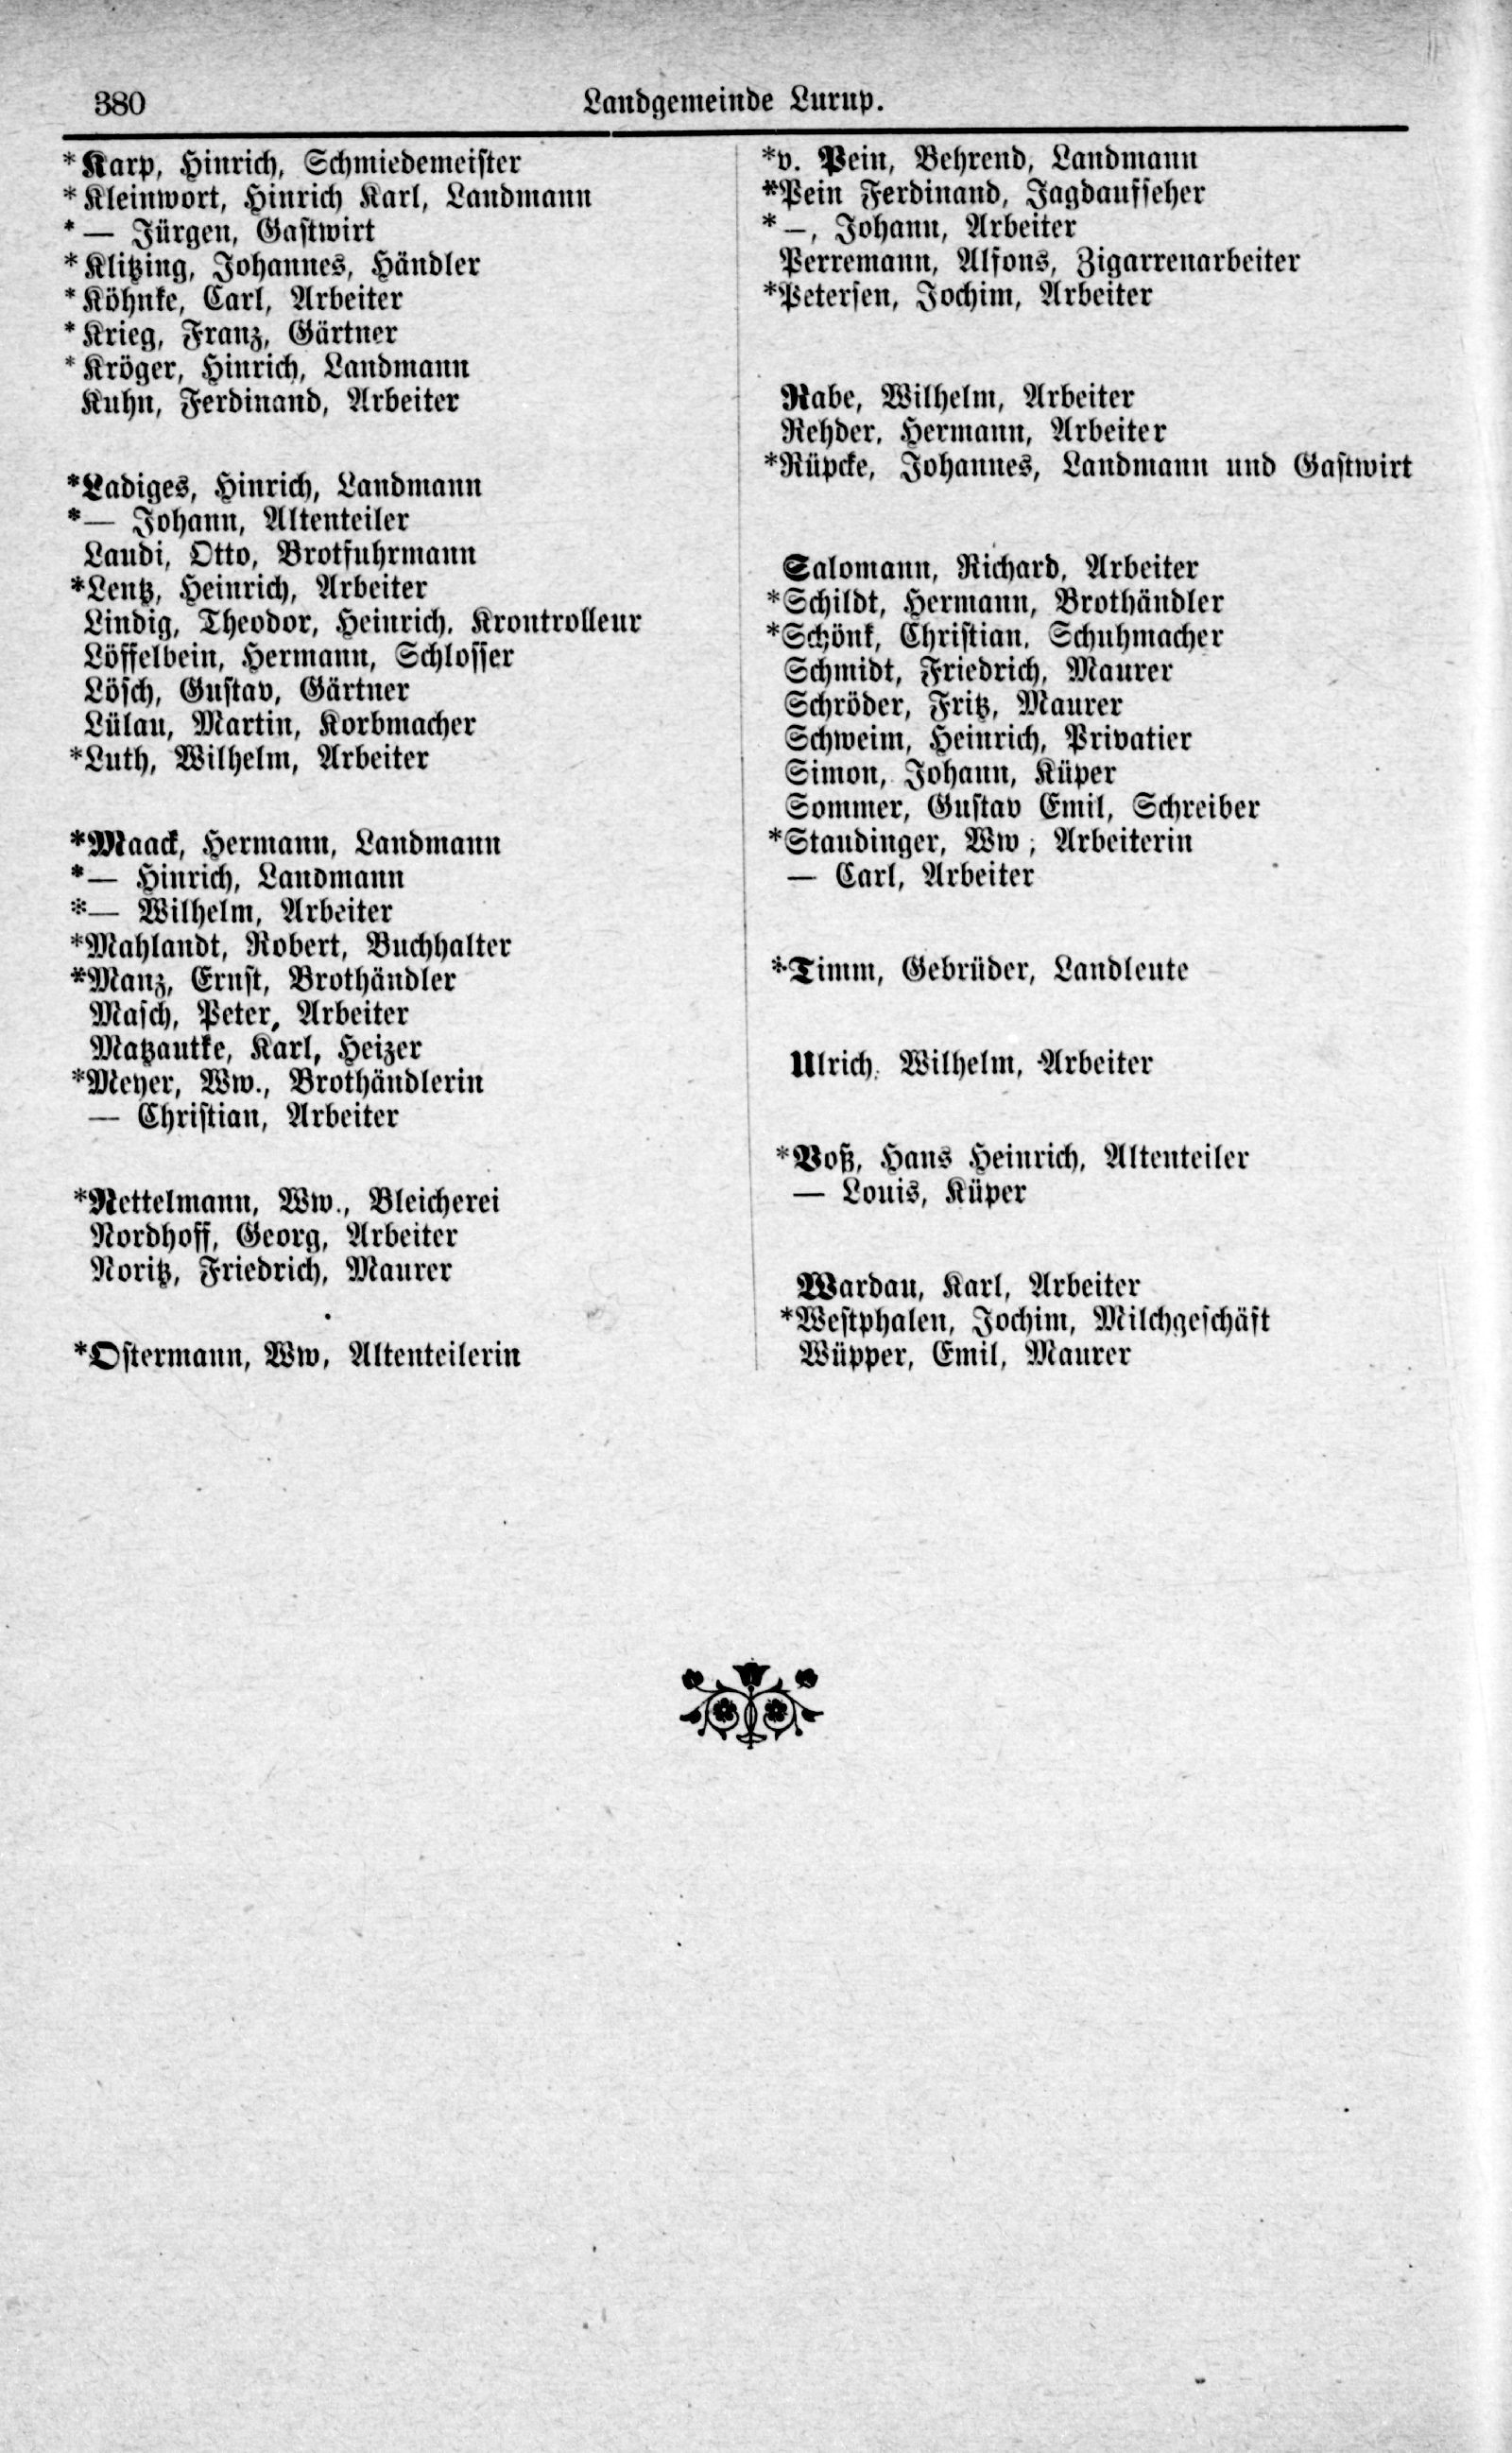 380
Landgemeinde Lurup.
*Karp, Hinrich, Schmiedemeister
*Kleinwort, Hinrich Karl, Landmann
*— Jürgen, Gastwirt
*Klitzing, Johannes, Händler
*Köhnke, Carl, Arbeiter
*Krieg, Franz, Gärtner
*Kröger, Hinrich, Landmann
Kuhn, Ferdinand, Arbeiter
*Ladiges, Hinrich, Landmann
*— Johann, Altenteiler
Landi, Otto, Brotfuhrmann
*Lentz, Heinrich, Arbeiter
Lindig, Theodor, Heinrich, Krontrolleur
Löffelbein, Hermann, Schlosser
Lösch, Gustav, Gärtner
Lülau, Martin, Korbmacher
*Luth, Wilhelm, Arbeiter
*Maack, Hermann, Landmann
*— Hinrich, Landmann
*— Wilhelm, Arbeiter
*Mahlandt, Robert, Buchhalter
*Manz, Ernst, Brothändler
Masch, Peter, Arbeiter
Matzautke, Karl, Heizer
*Meyer, Ww., Brothändlerin
— Christian, Arbeiter
*Nettelmann, Ww., Bleicherei
Nordhoff, Georg, Arbeiter
Noritz, Friedrich, Maurer
*Ostermann, Ww, Altenteilerin
*v. Pein, Behrend, Landmann
*Pein Ferdinand, Jagdaufseher
*—, Johann, Arbeiter
Perremann, Alfons, Zigarrenarbeiter
*Petersen, Jochim, Arbeiter
Rabe, Wilhelm, Arbeiter
Rehder, Hermann, Arbeiter
*Rüpcke, Johannes, Landmann und Gastwirt
Salomann, Richard, Arbeiter
*Schildt, Hermann, Brothändler
*Schönk, Christian, Schuhmacher
Schmidt, Friedrich, Maurer
Schröder, Fritz, Maurer
Schweim, Heinrich, Privatier
Simon, Johann, Küper
Sommer, Gustav Emil, Schreiber
*Staudinger, Ww; Arbeiterin
— Carl, Arbeiter
*Timm, Gebrüder, Landleute
Ulrich, Wilhelm, Arbeiter
*Voß, Hans Heinrich, Altenteiler
— Louis, Küper
Wardau, Karl, Arbeiter
*Westphalen, Jochim, Milchgeschäft
Wüpper, Emil, Maurer